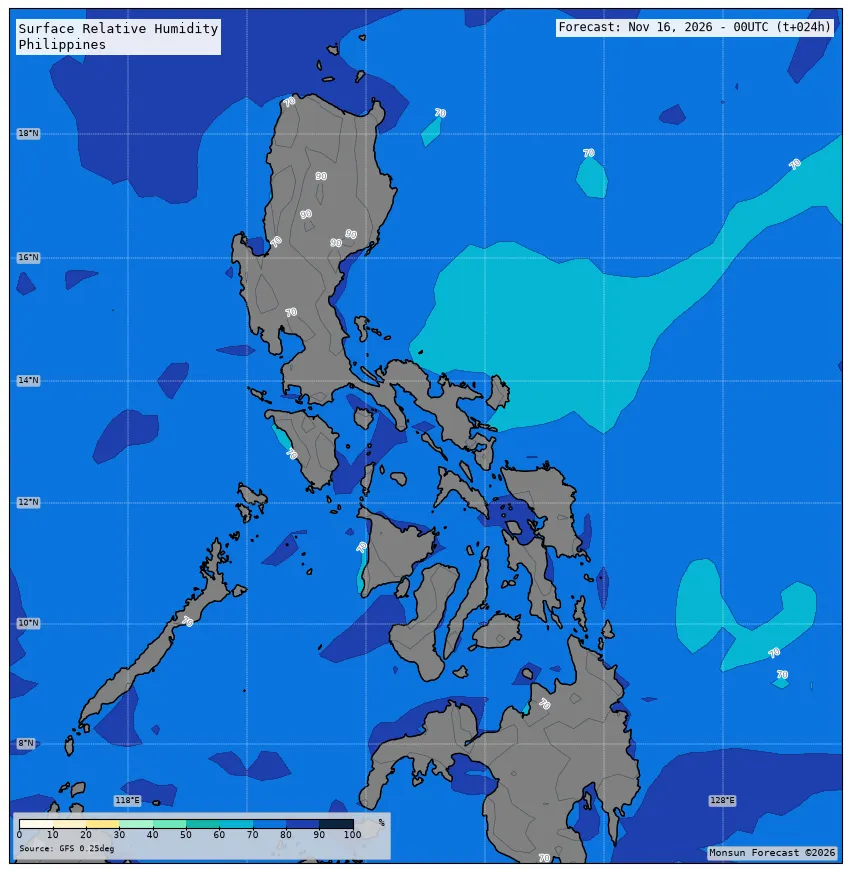 Surface Relative Humidity
Philippines
Forecast: Nov 16, 2026 - 00UTC (t+024h)
70
70
18°N
70
70
90
90
90
70
90
16°N
70
14°N
70
12°N
70
10°N
70
70
70
70
8°N
118°E
128°E
%
0 10 20 30 40 50 60 70 80 90 100
Source: GFS 0.25deg
70
Monsun Forecast ©2026